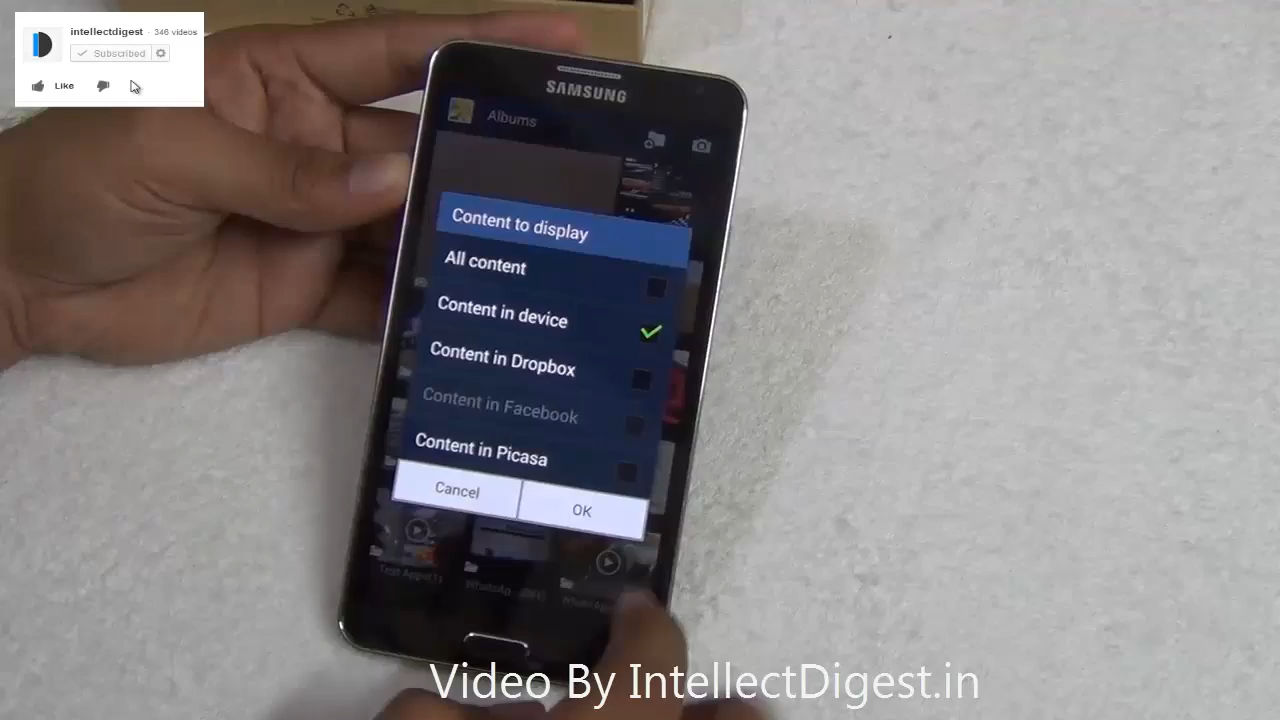 intellectdigest · 346 videos
Subscribed
Like
SAMSUNG
Albums
Content to display
All content
Content in device
Content in Dropbox
Content in Facebook
Content in Picasa
Cancel
OK
Video By IntellectDigest.in